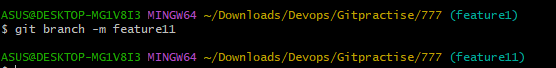 ASUS@DESKTOP-MG1V8I3 MINGW64 ~/Downloads/Devops/Gitpractise/777 (feature1)
$ git branch -m feature11
ASUS@DESKTOP-MG1V8I3 MINGW64 ~/Downloads/Devops/Gitpractise/777 (feature11)
$